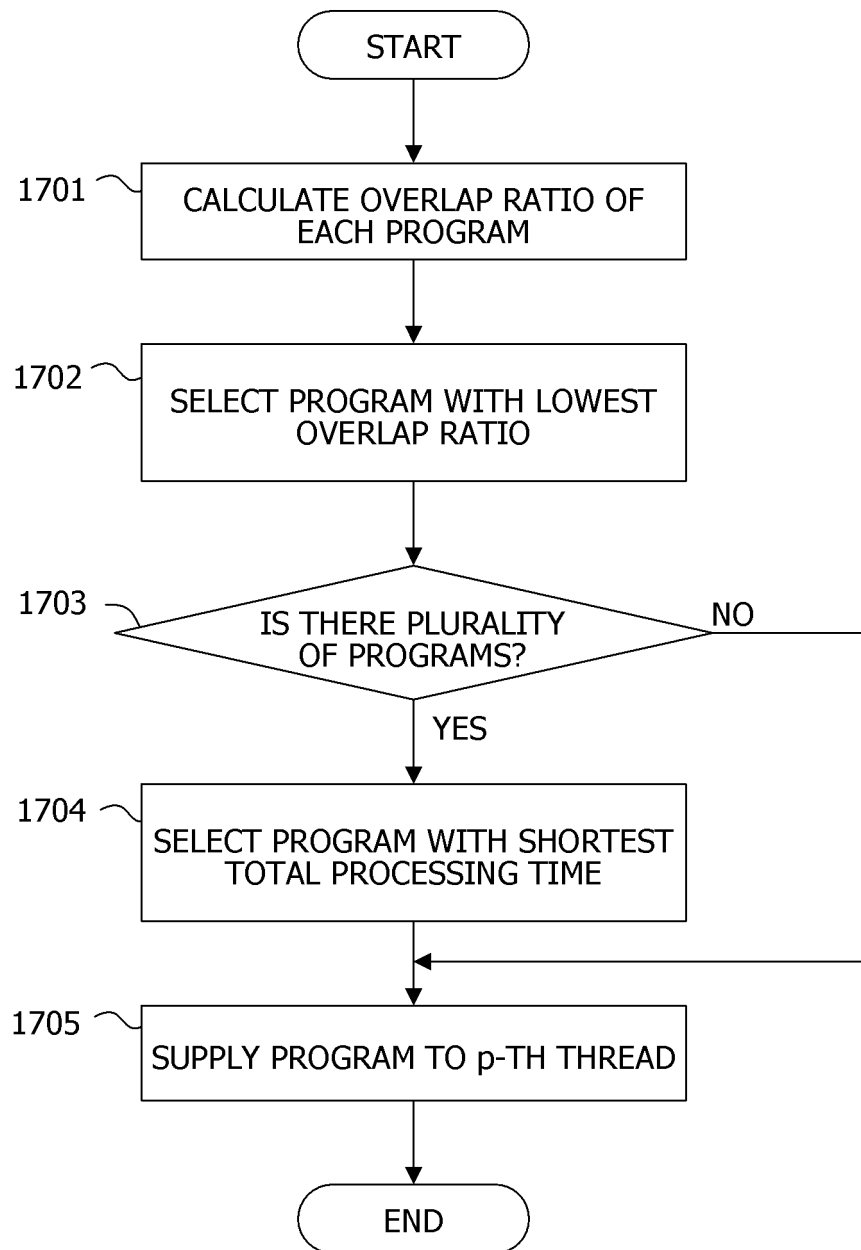 START
1701
CALCULATE OVERLAP RATIO OF
EACH PROGRAM
1702
SELECT PROGRAM WITH LOWEST
OVERLAP RATIO
1703
IS THERE PLURALITY
OF PROGRAMS?
NO
YES
1704
SELECT PROGRAM WITH SHORTEST
TOTAL PROCESSING TIME
1705
SUPPLY PROGRAM TO p-TH THREAD
END